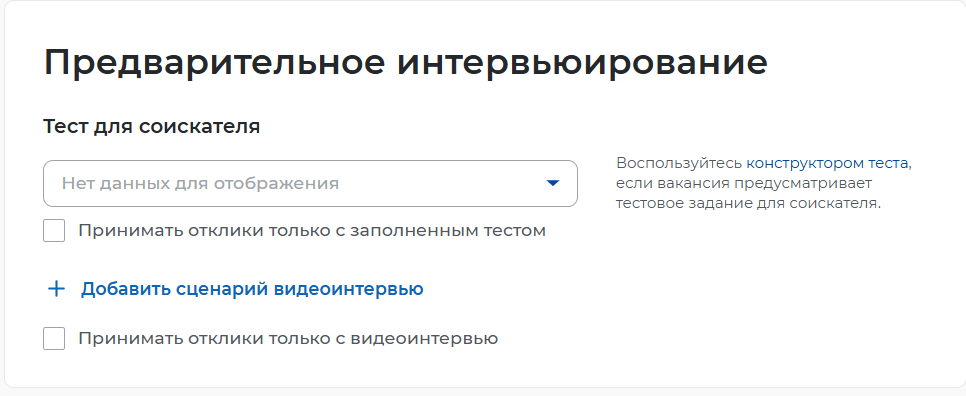 Предварительное интервьюирование
Тест для соискателя
Нет данных для отображения
Воспользуйтесь конструктором теста,
если вакансия предусматривает
тестовое задание для соискателя.
Принимать отклики только с заполненным тестом
Добавить сценарий видеоинтервью
Принимать отклики только с видеоинтервью